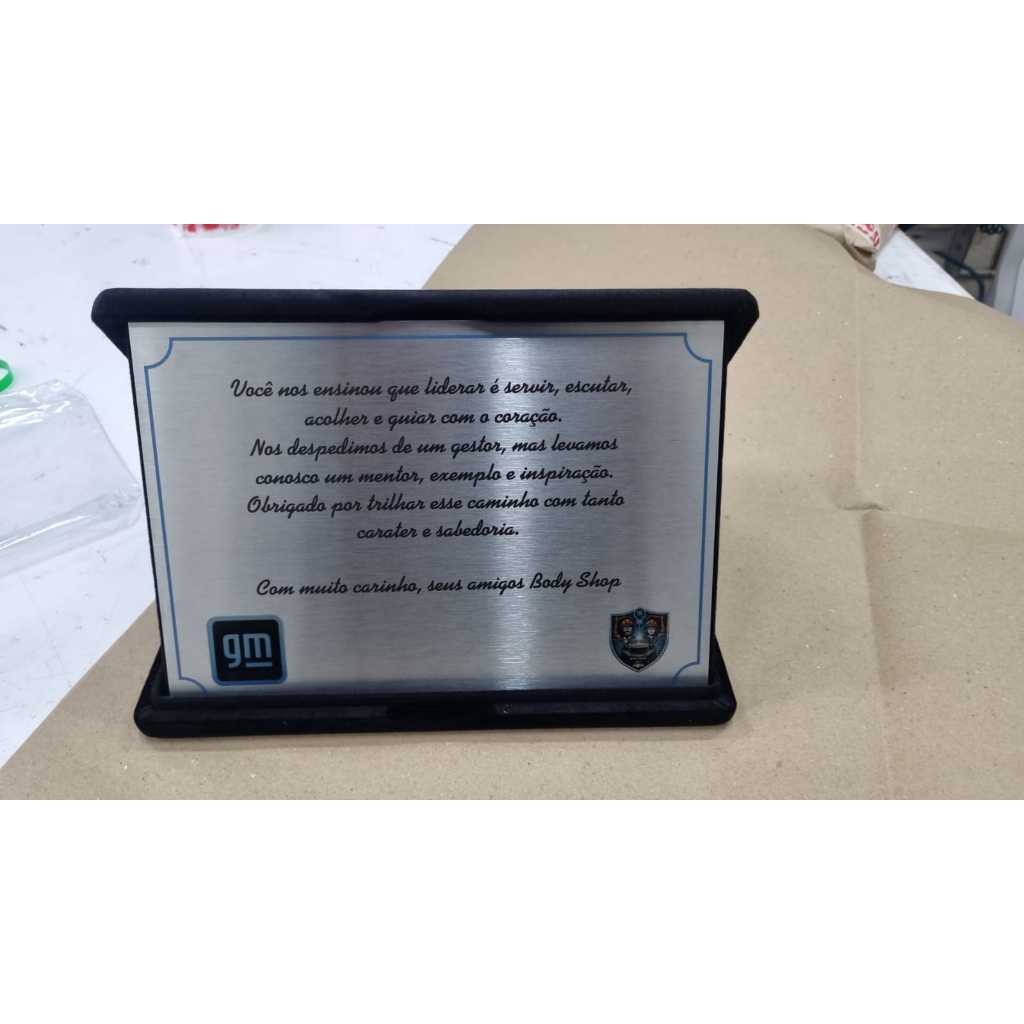 Você nos ensinou que liderar é servir, escutar,
acolher e guiar com o coração.
Nos despedimos de um gestor, mas levamos
conosco um mentor, exemplo e inspiração.
Obrigado por trilhar esse caminho com tanto
carater e sabedoria.
Com muito carinho, seus amigos Body Shop
gm